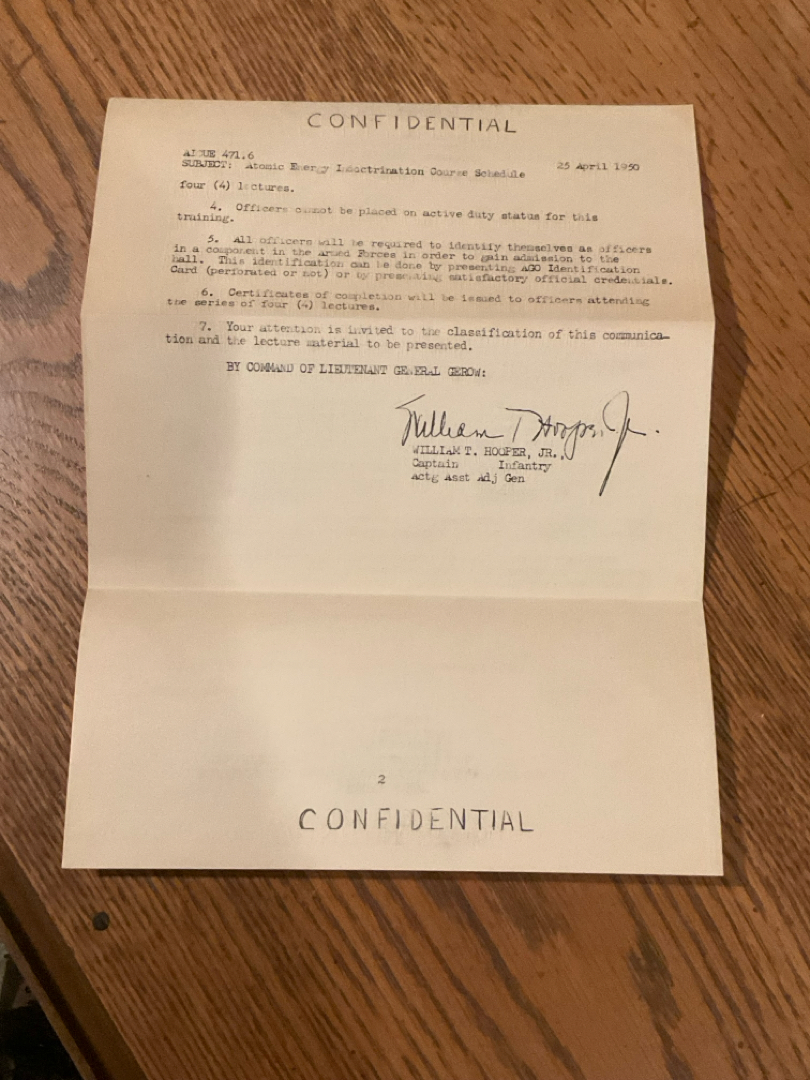 CONFIDENTIAL
AIDUE 471.6
SUBJECT: Atomic Energy Indoctrination Course Schedule 25 April 1950
four (4) lectures.
4. Officers cannot be placed on active duty status for this
training.
5. All officers will be required to identify themselves as officers
in a component in the armed Forces in order to gain admission to the
hall. This identification can be done by presenting AGO Identification
Card (perforated or not) or by presenting satisfactory official credentials.
6. Certificates of completion will be issued to officers attending
the series of four (4) lectures.
7. Your attention is invited to the classification of this communica-
tion and the lecture material to be presented.
BY COMMAND OF LIEUTENANT GENERAL GEROW:
William T Hooper, Jr.
WILLIAM T. HOOPER, JR.,
Captain Infantry
Actg Asst Adj Gen
2
CONFIDENTIAL